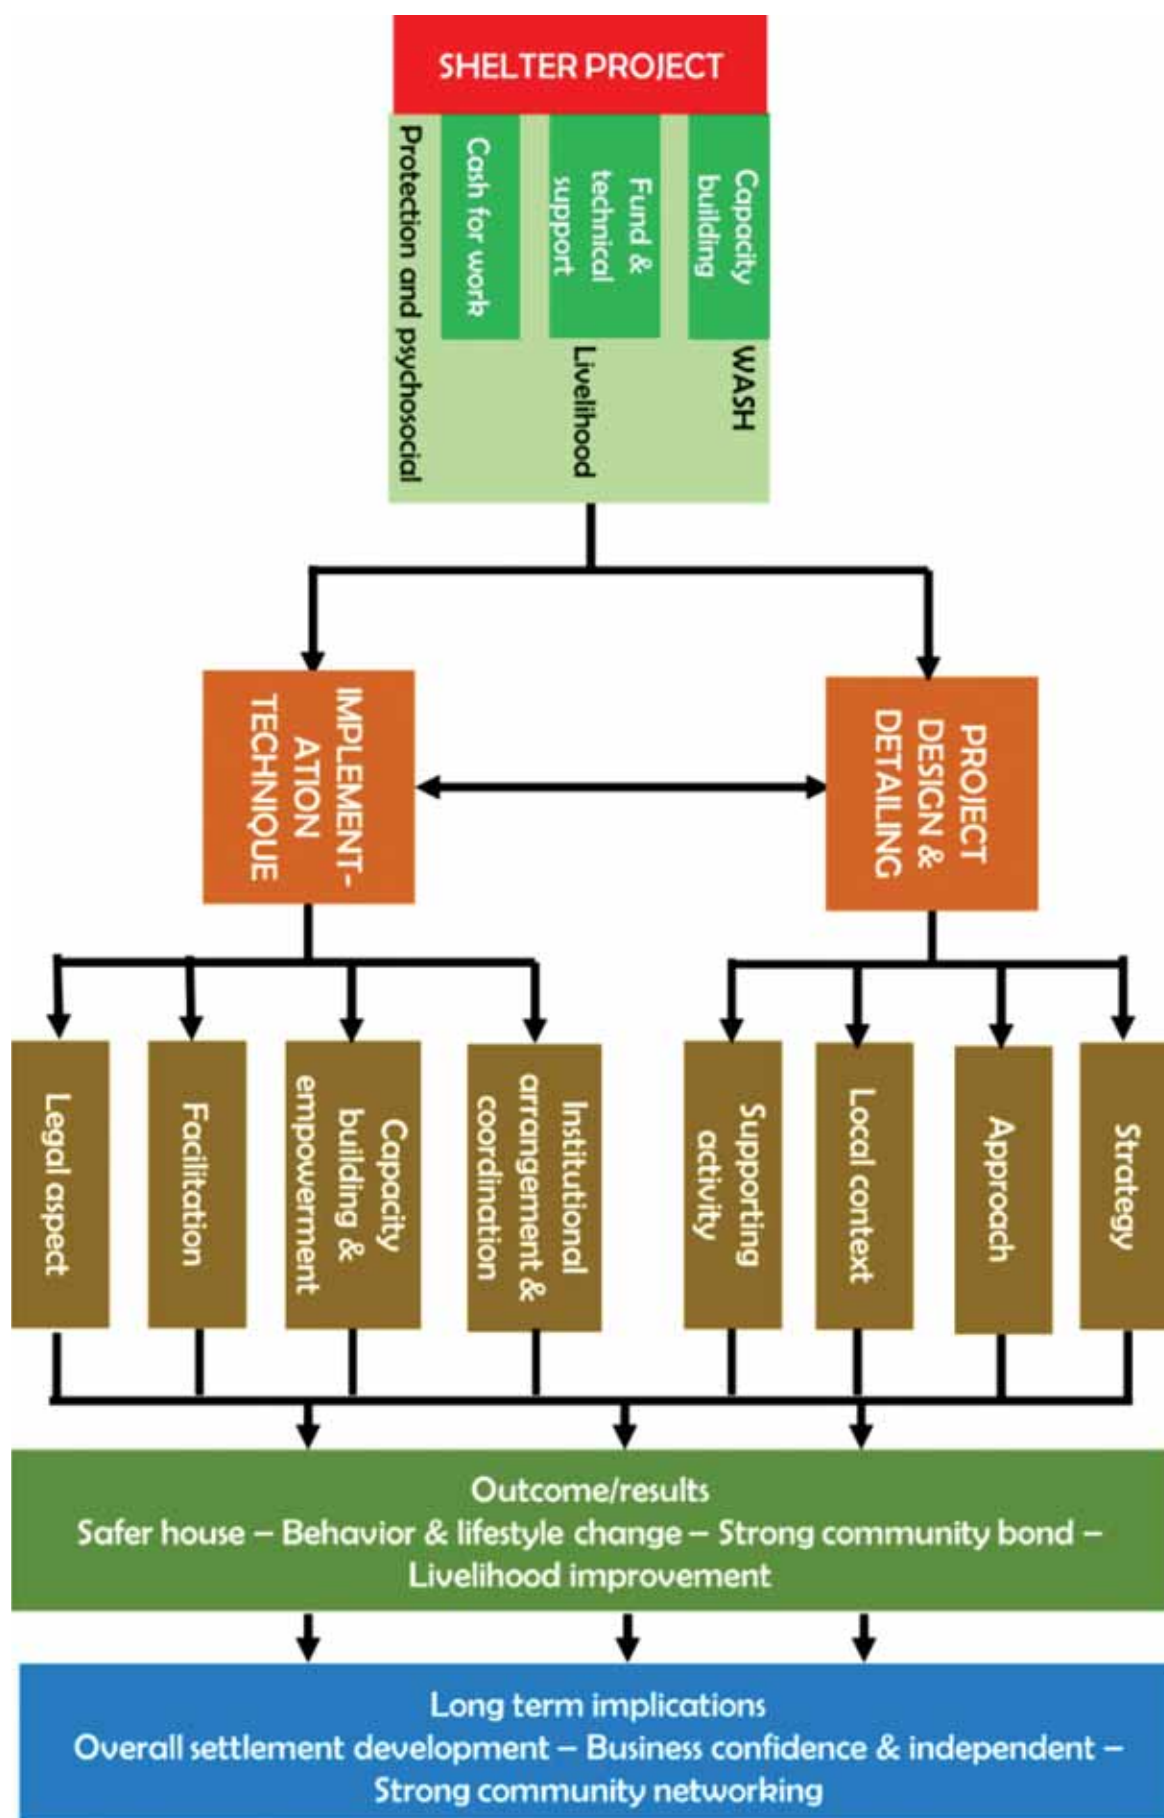 SHELTER PROJECT
Protection and psychosocial
Cash for work
Fund &
technical
support
Capacity
building
Livelihood
WASH
IMPLEMENT-
ATION
TECHNIQUE
PROJECT
DESIGN &
DETAILING
Legal aspect
Facilitation
Capacity
building &
empowerment
Institutional
arrangement &
coordination
Supporting
activity
Local context
Approach
Strategy
Outcome/results
Safer house – Behavior & lifestyle change – Strong community bond –
Livelihood improvement
Long term implications
Overall settlement development – Business confidence & independent –
Strong community networking